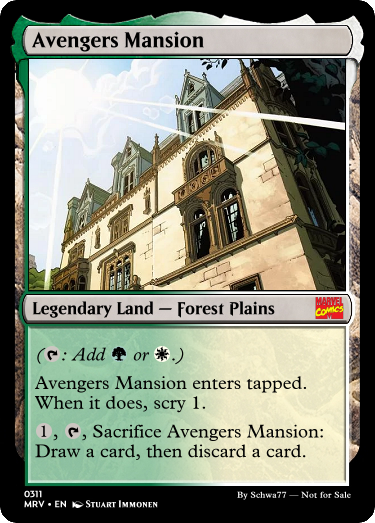 Avengers Mansion
Legendary Land — Forest Plains
MARVEL
COMICS
(: Add or .)
Avengers Mansion enters tapped.
When it does, scry 1.
1, , Sacrifice Avengers Mansion:
Draw a card, then discard a card.
0311
MRV • EN Stuart Immonen
By Schwa77 — Not for Sale